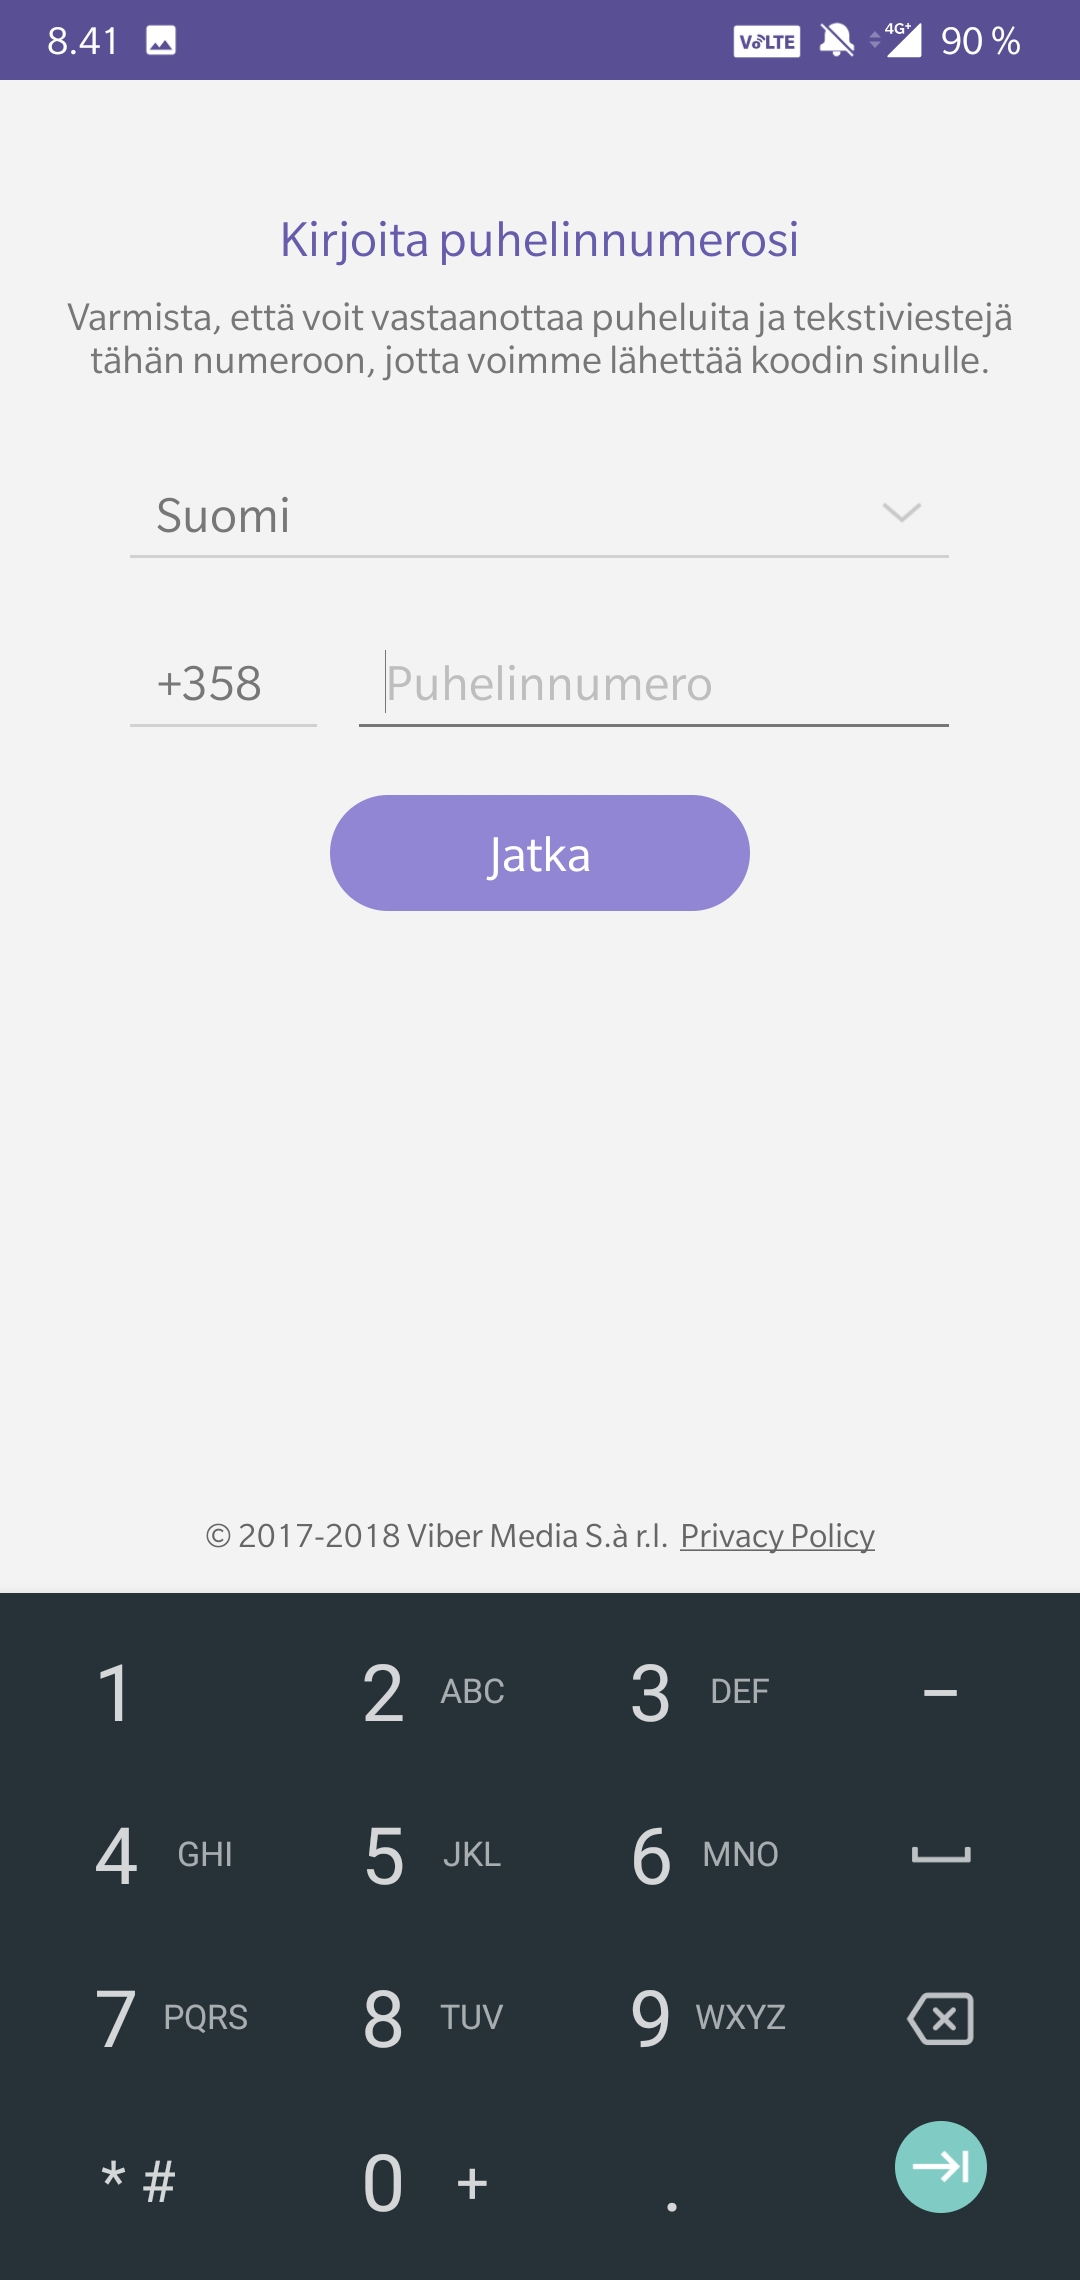 8.41 VoLTE 4G+ 90 %
Kirjoita puhelinnumerosi
Varmista, että voit vastaanottaa puheluita ja tekstiviestejä
tähän numeroon, jotta voimme lähettää koodin sinulle.
Suomi
+358 Puhelinnumero
Jatka
© 2017-2018 Viber Media S.à r.l. Privacy Policy
1 2 ABC 3 DEF –
4 GHI 5 JKL 6 MNO
7 PQRS 8 TUV 9 WXYZ
* # 0 + .